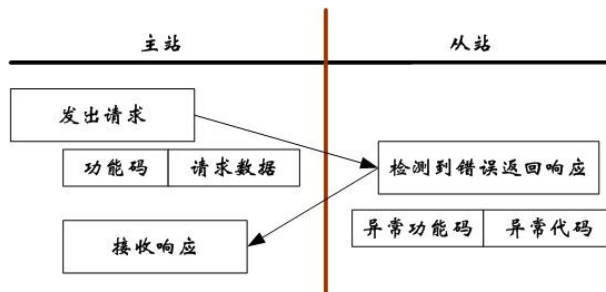 主站 从站
发出请求
功能码 请求数据
检测到错误返回响应
接收响应
异常功能码 异常代码